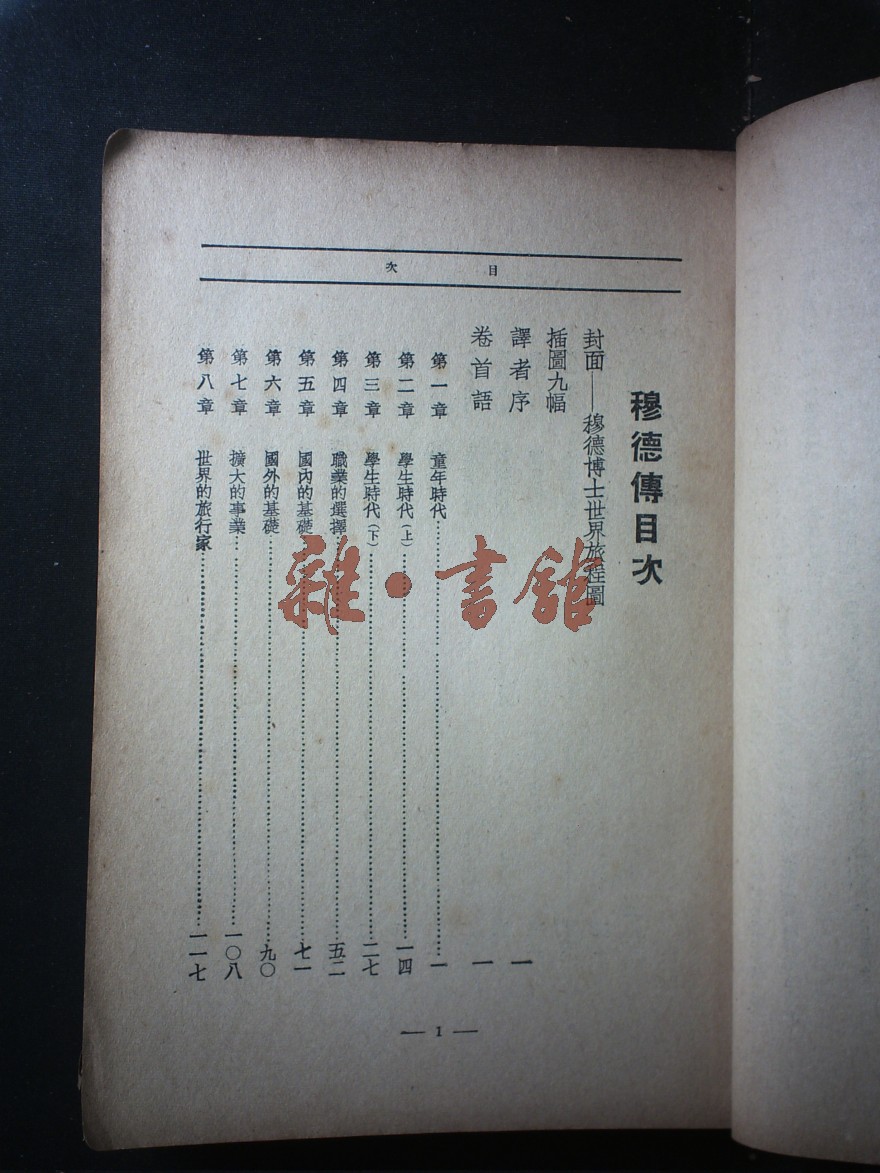 目次
穆德傳目次
封面——穆德博士世界旅程圖
插圖九幅
譯者序 一
卷首語 一
第一章 童年時代 一
第二章 學生時代(上) 一四
第三章 學生時代(下) 二七
第四章 職業的選擇 五二
第五章 國內的基礎 七一
第六章 國外的基礎 九〇
第七章 擴大的事業 一〇八
第八章 世界的旅行家 一一七
— 1 —
雜·書館